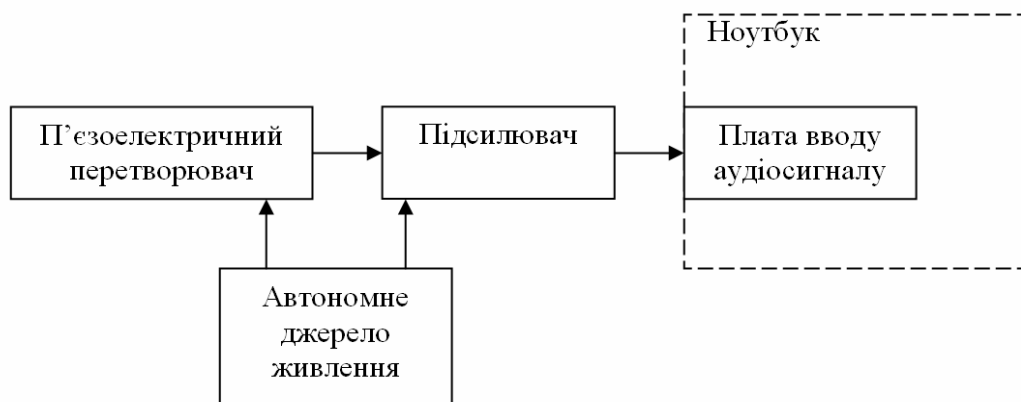 Ноутбук
П’єзоелектричний
перетворювач
Підсилювач
Плата вводу
аудіосигналу
Автономне
джерело
живлення